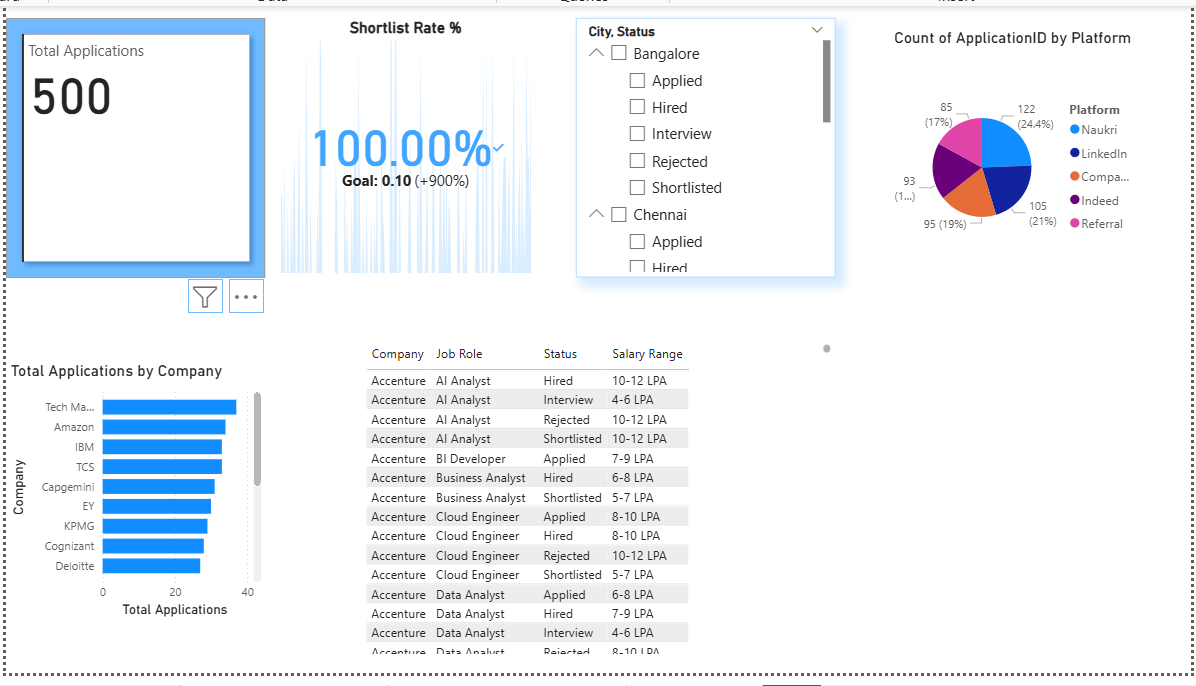 Total Applications
500
Shortlist Rate %
100.00%
Goal: 0.10 (+900%)
City, Status
Bangalore
Applied
Hired
Interview
Rejected
Shortlisted
Chennai
Applied
Hired
Count of ApplicationID by Platform
85
(17%)
122
(24.4%)
93
(1...)
105
(21%)
95 (19%)
Platform
Naukri
LinkedIn
Compa...
Indeed
Referral
Total Applications by Company
Company
Tech Ma...
Amazon
IBM
TCS
Capgemini
EY
KPMG
Cognizant
Deloitte
0 20 40
Total Applications
Company Job Role Status Salary Range
Accenture AI Analyst Hired 10-12 LPA
Accenture AI Analyst Interview 4-6 LPA
Accenture AI Analyst Rejected 10-12 LPA
Accenture AI Analyst Shortlisted 10-12 LPA
Accenture BI Developer Applied 7-9 LPA
Accenture Business Analyst Hired 6-8 LPA
Accenture Business Analyst Shortlisted 5-7 LPA
Accenture Cloud Engineer Applied 8-10 LPA
Accenture Cloud Engineer Hired 8-10 LPA
Accenture Cloud Engineer Rejected 10-12 LPA
Accenture Cloud Engineer Shortlisted 5-7 LPA
Accenture Data Analyst Applied 6-8 LPA
Accenture Data Analyst Hired 7-9 LPA
Accenture Data Analyst Interview 4-6 LPA
Accenture Data Analyst Rejected 8-10 LPA